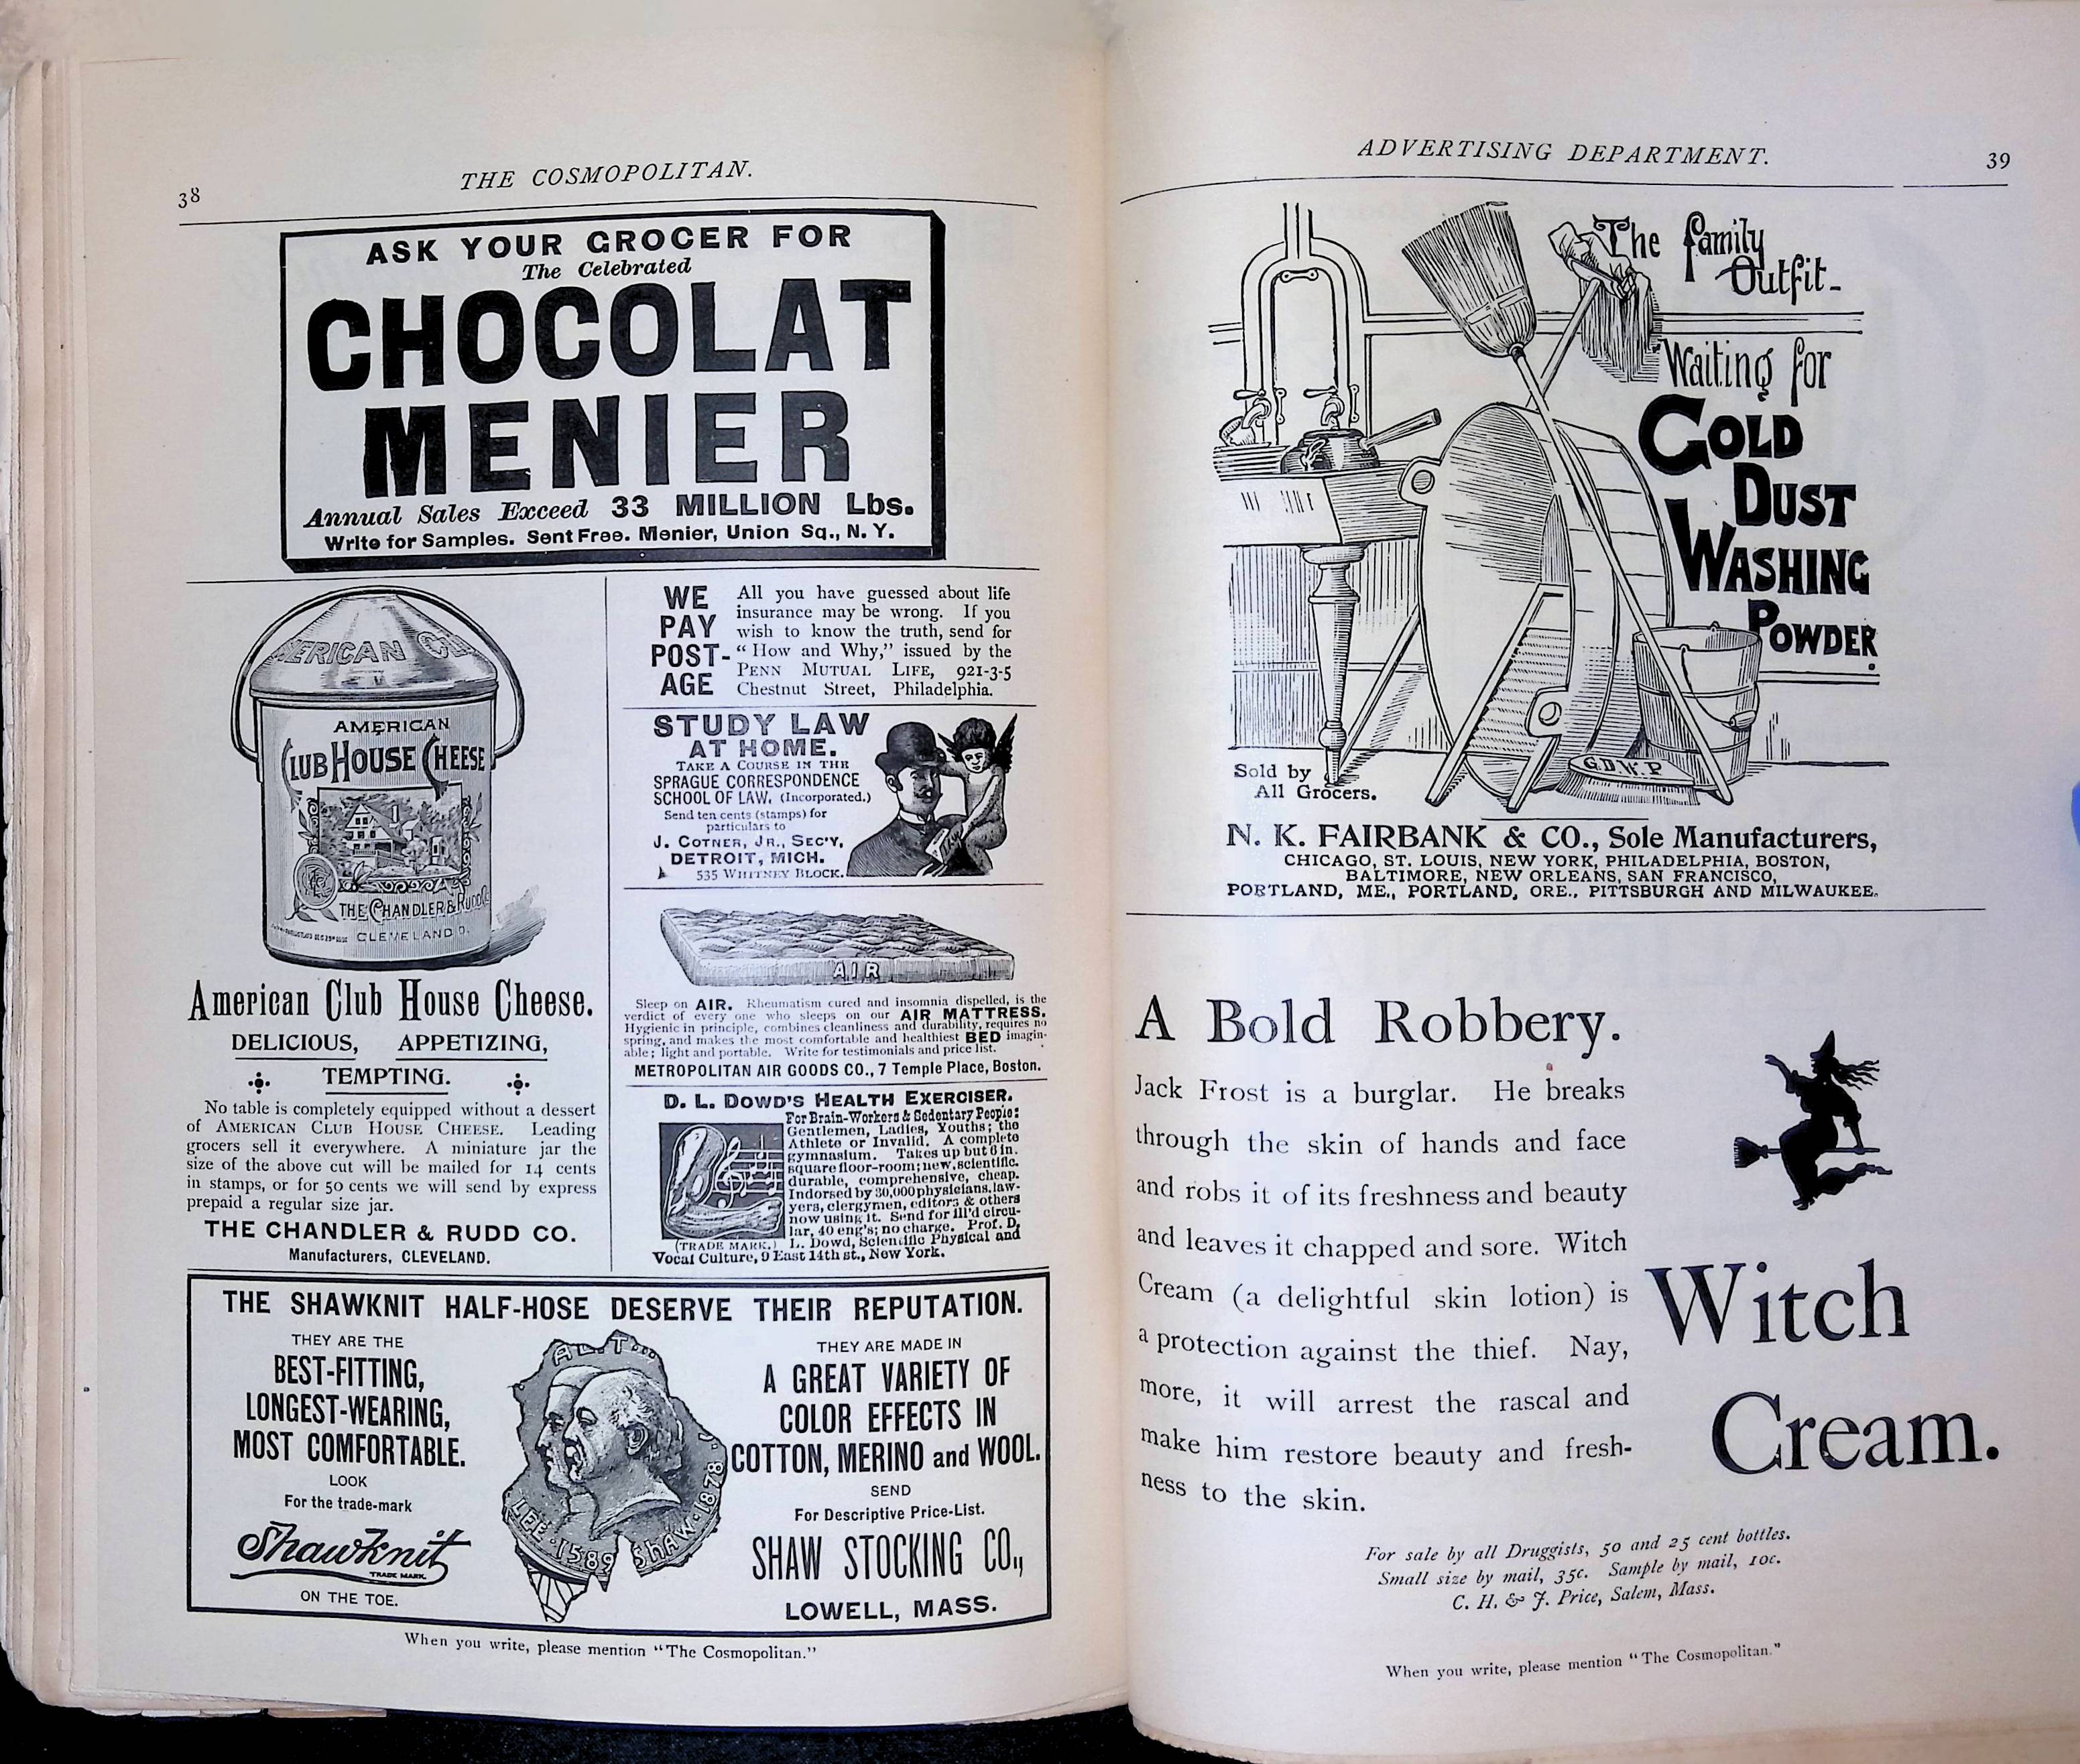 38
THE COSMOPOLITAN.
ASK YOUR GROCER FOR
The Celebrated
CHOCOLAT
MENIER
Annual Sales Exceed 33 MILLION Lbs.
Write for Samples. Sent Free. Menier, Union Sq., N. Y.
ERICAN CL
AMERICAN
CLUB HOUSE CHEESE
THE CHANDLER & RUDD CO
CLEVELAND O.
American Club House Cheese.
DELICIOUS, APPETIZING,
TEMPTING.
No table is completely equipped without a dessert
of AMERICAN CLUB HOUSE CHEESE. Leading
grocers sell it everywhere. A miniature jar the
size of the above cut will be mailed for 14 cents
in stamps, or for 50 cents we will send by express
prepaid a regular size jar.
THE CHANDLER & RUDD CO.
Manufacturers, CLEVELAND.
WE
PAY
POST-
AGE
All you have guessed about life
insurance may be wrong. If you
wish to know the truth, send for
"How and Why," issued by the
PENN MUTUAL LIFE, 921-3-5
Chestnut Street, Philadelphia.
STUDY LAW
AT HOME.
TAKE A COURSE IN THE
SPRAGUE CORRESPONDENCE
SCHOOL OF LAW. (Incorporated.)
Send ten cents (stamps) for
particulars to
J. COTNER, JR., SEC'Y,
DETROIT, MICH.
535 WHITNEY BLOCK.
AIR
Sleep on AIR. Rheumatism cured and insomnia dispelled, is the
verdict of every one who sleeps on our AIR MATTRESS.
Hygienic in principle, combines cleanliness and durability, requires no
spring, and makes the most comfortable and healthiest BED imagin-
able; light and portable. Write for testimonials and price list.
METROPOLITAN AIR GOODS CO., 7 Temple Place, Boston.
D. L. DOWD'S HEALTH EXERCISER.
For Brain-Workers & Sedentary People:
Gentlemen, Ladies, Youths; the
Athlete or Invalid. A complete
gymnasium. Takes up but 6 in.
square floor-room; new, scientific,
durable, comprehensive, cheap.
Indorsed by 30,000 physicians, law-
yers, clergymen, editors & others
now using it. Send for ill'd circu-
lar, 40 eng's; no charge. Prof. D.
(TRADE MARK.) L. Dowd, Scientific Physical and
Vocal Culture, 9 East 14th st., New York.
THE SHAWKNIT HALF-HOSE DESERVE THEIR REPUTATION.
THEY ARE THE
BEST-FITTING,
LONGEST-WEARING,
MOST COMFORTABLE.
LOOK
For the trade-mark
Shawknit
TRADE MARK.
ON THE TOE.
ALT
LEE·1589
SHAW·1878
THEY ARE MADE IN
A GREAT VARIETY OF
COLOR EFFECTS IN
COTTON, MERINO and WOOL.
SEND
For Descriptive Price-List.
SHAW STOCKING CO.,
LOWELL, MASS.
When you write, please mention "The Cosmopolitan."
ADVERTISING DEPARTMENT.
39
The Family
Outfit-
Waiting for
GOLD
DUST
WASHING
POWDER.
G.D.W.P
Sold by
All Grocers.
N. K. FAIRBANK & CO., Sole Manufacturers,
CHICAGO, ST. LOUIS, NEW YORK, PHILADELPHIA, BOSTON,
BALTIMORE, NEW ORLEANS, SAN FRANCISCO,
PORTLAND, ME., PORTLAND, ORE., PITTSBURGH AND MILWAUKEE.
A Bold Robbery.
Jack Frost is a burglar. He breaks
through the skin of hands and face
and robs it of its freshness and beauty
and leaves it chapped and sore. Witch
Cream (a delightful skin lotion) is
a protection against the thief. Nay,
more, it will arrest the rascal and
make him restore beauty and fresh-
ness to the skin.
Witch
Cream.
For sale by all Druggists, 50 and 25 cent bottles.
Small size by mail, 35c. Sample by mail, 10c.
C. H. & J. Price, Salem, Mass.
When you write, please mention "The Cosmopolitan."